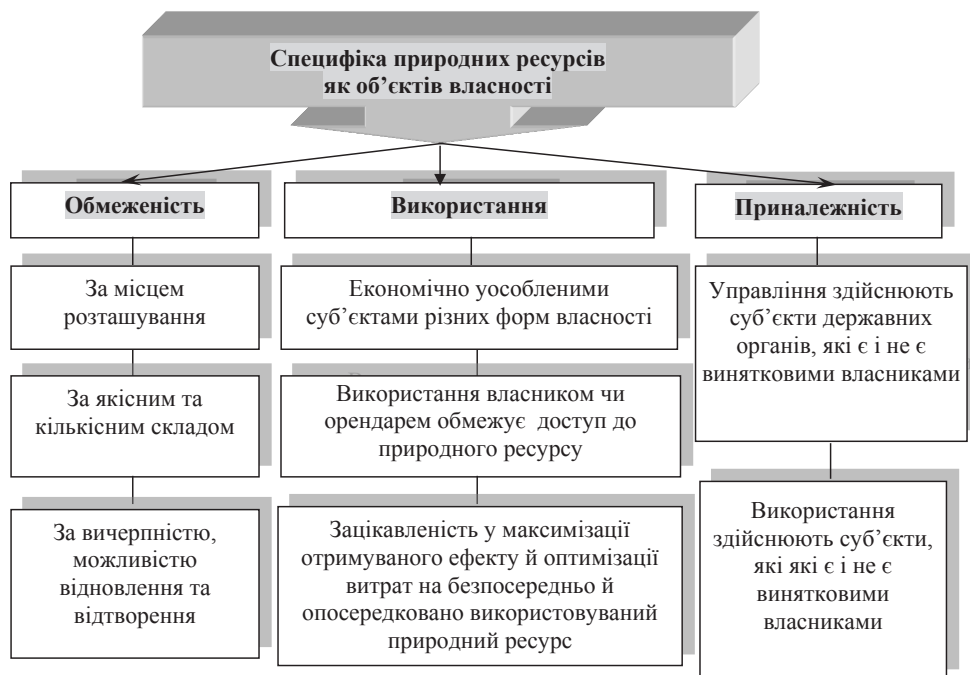 Специфіка природних ресурсів
як об’єктів власності
Обмеженість
За місцем
розташування
За якісним та
кількісним складом
За вичерпністю,
можливістю
відновлення та
відтворення
Використання
Економічно уособленими
суб’єктами різних форм власності
Використання власником чи
орендарем обмежує доступ до
природного ресурсу
Зацікавленість у максимізації
отримуваного ефекту й оптимізації
витрат на безпосередньо й
опосередковано використовуваний
природний ресурс
Приналежність
Управління здійснюють
суб’єкти державних
органів, які є і не є
винятковими власниками
Використання
здійснюють суб’єкти,
які які є і не є
винятковими
власниками